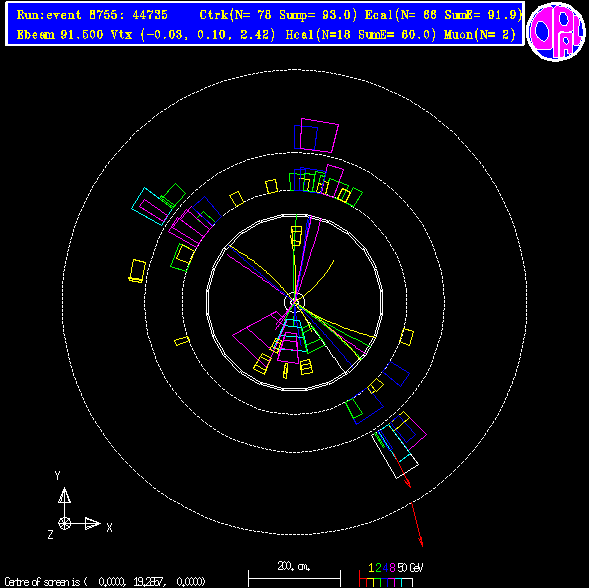 Run:event 8755: 44735 Ctrk(N= 78 Sump= 93.0) Ecal(N= 66 SumE= 91.9)
Ebeam 91.500 Vtx (-0.03, 0.10, 2.42) Hcal(N=18 SumE= 60.0) Muon(N= 2)
OPAL
Y
X
Z
200. cm.
1 2 4 8 50 GeV
Centre of screen is ( 0.0000, 19.2857, 0.0000)